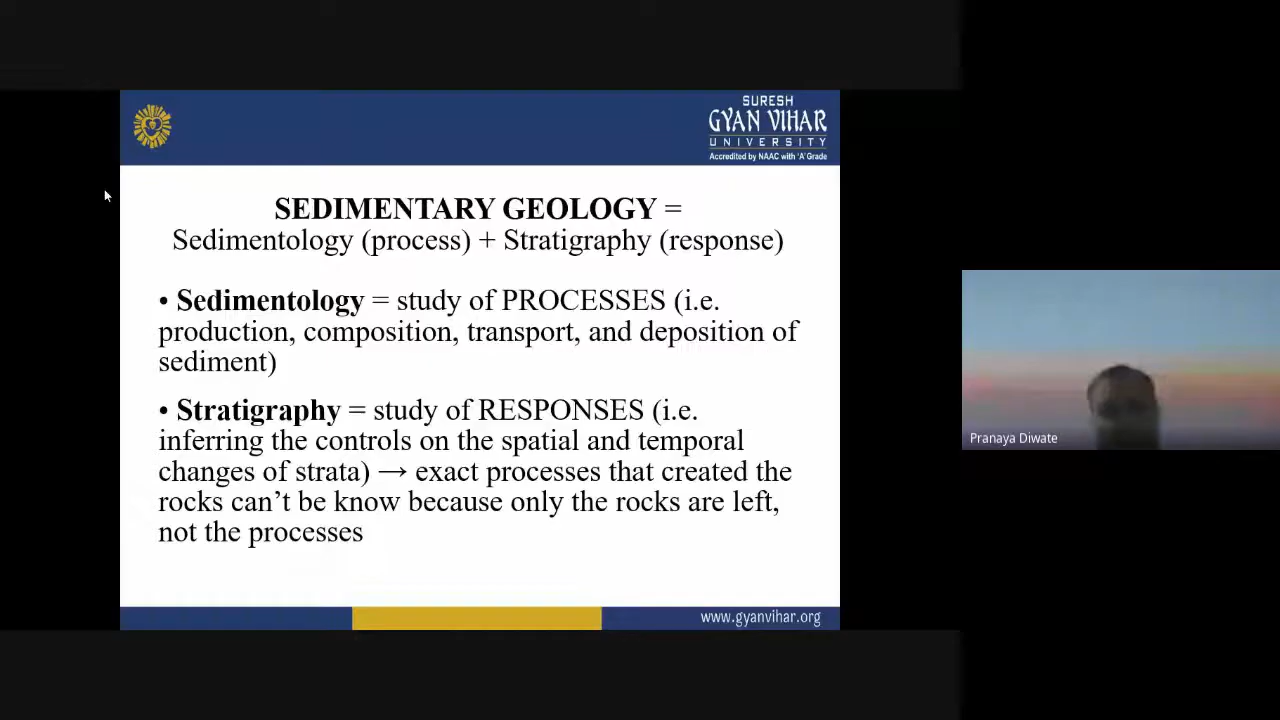 SURESH
GYAN VIHAR
UNIVERSITY
Accredited by NAAC with 'A' Grade
SEDIMENTARY GEOLOGY =
Sedimentology (process) + Stratigraphy (response)
• Sedimentology = study of PROCESSES (i.e.
production, composition, transport, and deposition of
sediment)
• Stratigraphy = study of RESPONSES (i.e.
inferring the controls on the spatial and temporal
changes of strata) → exact processes that created the
rocks can't be know because only the rocks are left,
not the processes
www.gyanvihar.org
Pranaya Diwate